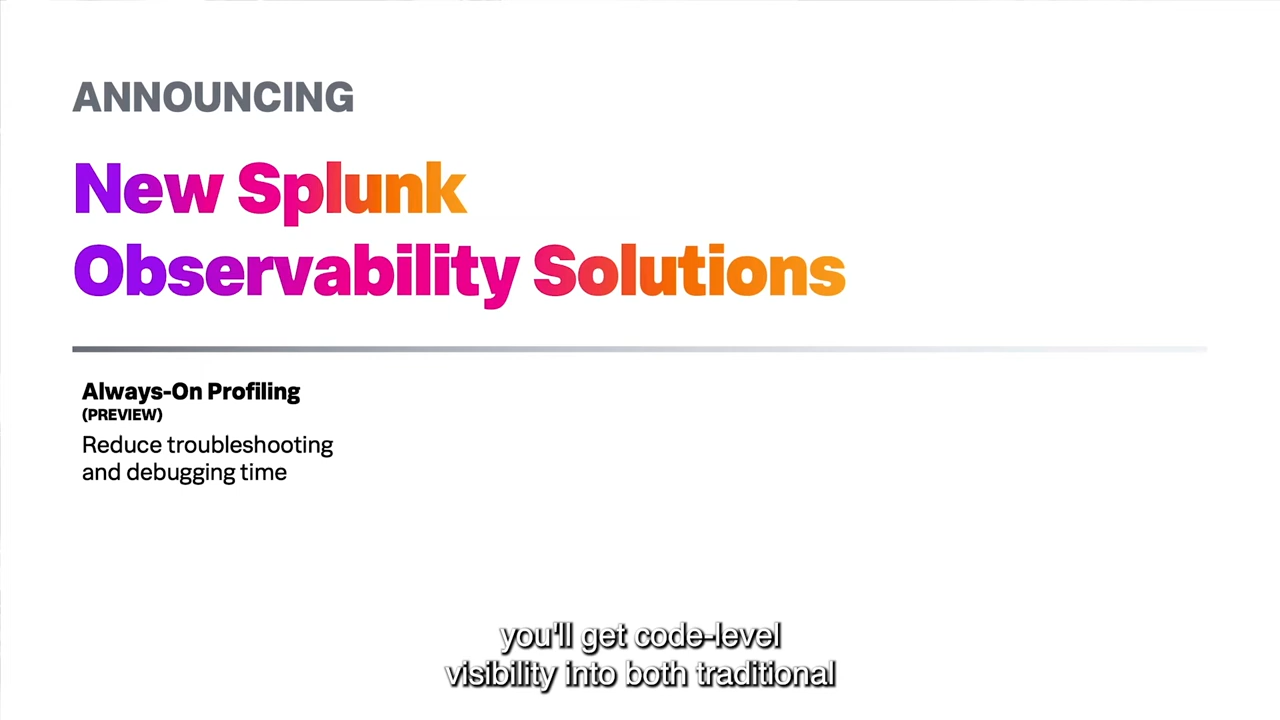 ANNOUNCING
New Splunk
Observability Solutions
Always-On Profiling
(PREVIEW)
Reduce troubleshooting
and debugging time
you'll get code-level
visibility into both traditional